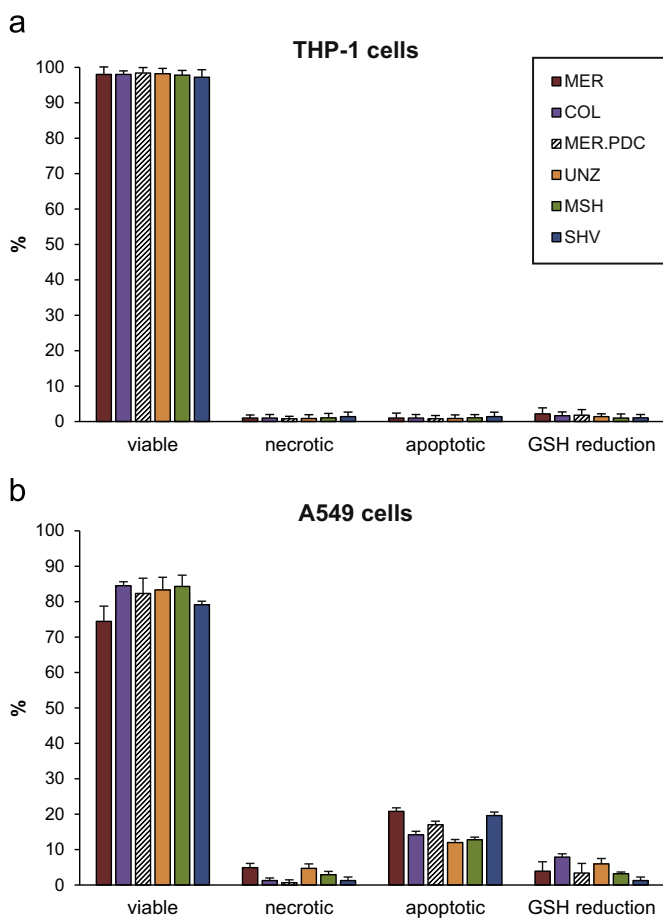 a
THP-1 cells
100
90
80
70
60
50
40
30
20
10
0
%
MER
COL
MER.PDC
UNZ
MSH
SHV
viable necrotic apoptotic GSH reduction
b
A549 cells
100
90
80
70
60
50
40
30
20
10
0
%
viable necrotic apoptotic GSH reduction